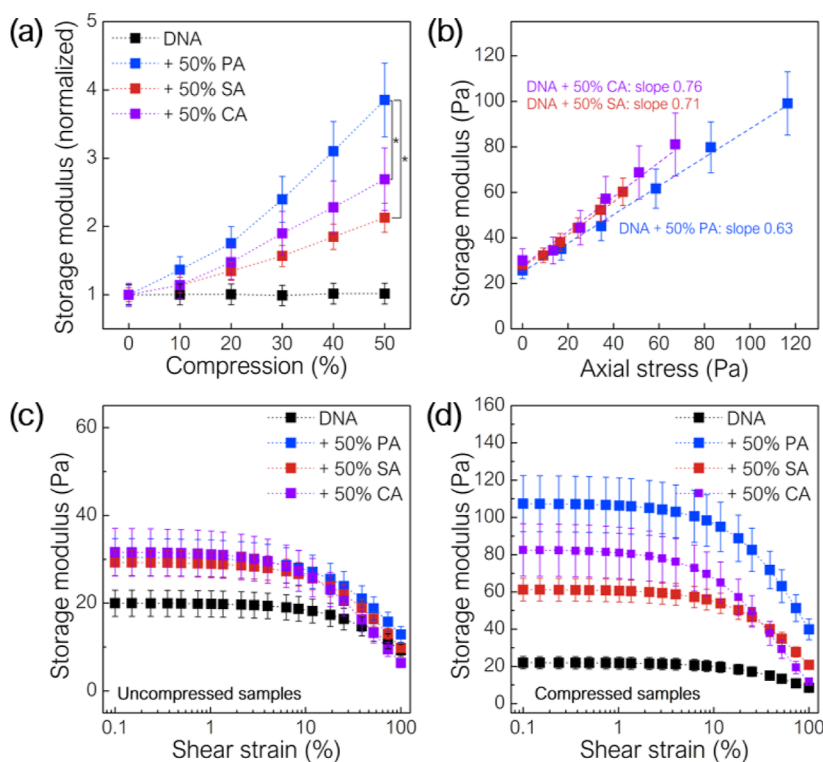 (a)
Storage modulus (normalized)
5
4
3
2
1
DNA
+ 50% PA
+ 50% SA
+ 50% CA
*
*
0 10 20 30 40 50
Compression (%)
(b)
Storage modulus (Pa)
140
120
100
80
60
40
20
0
DNA + 50% CA: slope 0.76
DNA + 50% SA: slope 0.71
DNA + 50% PA: slope 0.63
0 20 40 60 80 100 120
Axial stress (Pa)
(c)
Storage modulus (Pa)
60
40
20
0
DNA
+ 50% PA
+ 50% SA
+ 50% CA
Uncompressed samples
0.1 1 10 100
Shear strain (%)
(d)
Storage modulus (Pa)
160
140
120
100
80
60
40
20
0
DNA
+ 50% PA
+ 50% SA
+ 50% CA
Compressed samples
0.1 1 10 100
Shear strain (%)